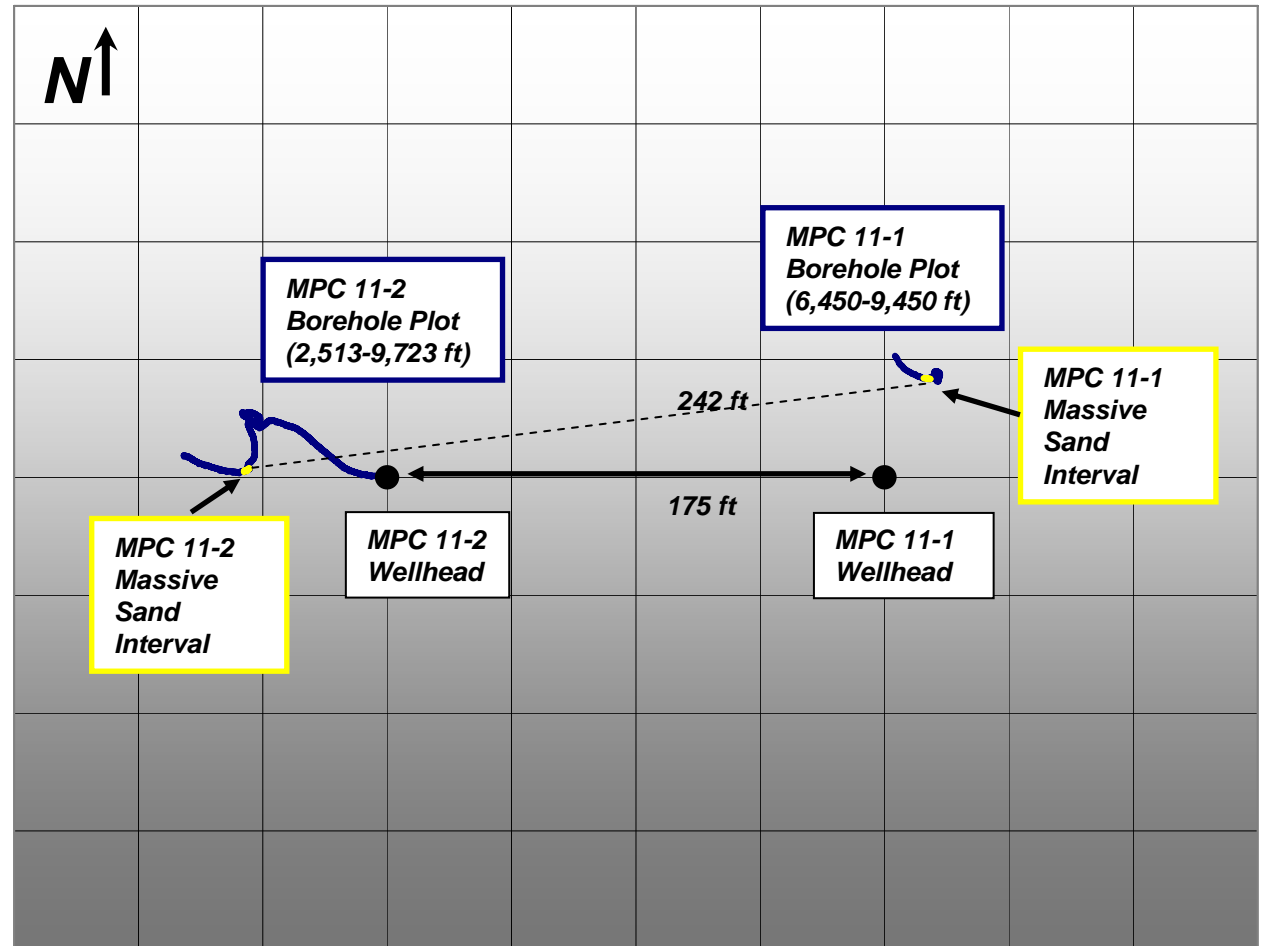 N
MPC 11-1
Borehole Plot
(6,450-9,450 ft)
MPC 11-2
Borehole Plot
(2,513-9,723 ft)
MPC 11-1
Massive
Sand
Interval
242 ft
175 ft
MPC 11-2
Massive
Sand
Interval
MPC 11-2
Wellhead
MPC 11-1
Wellhead